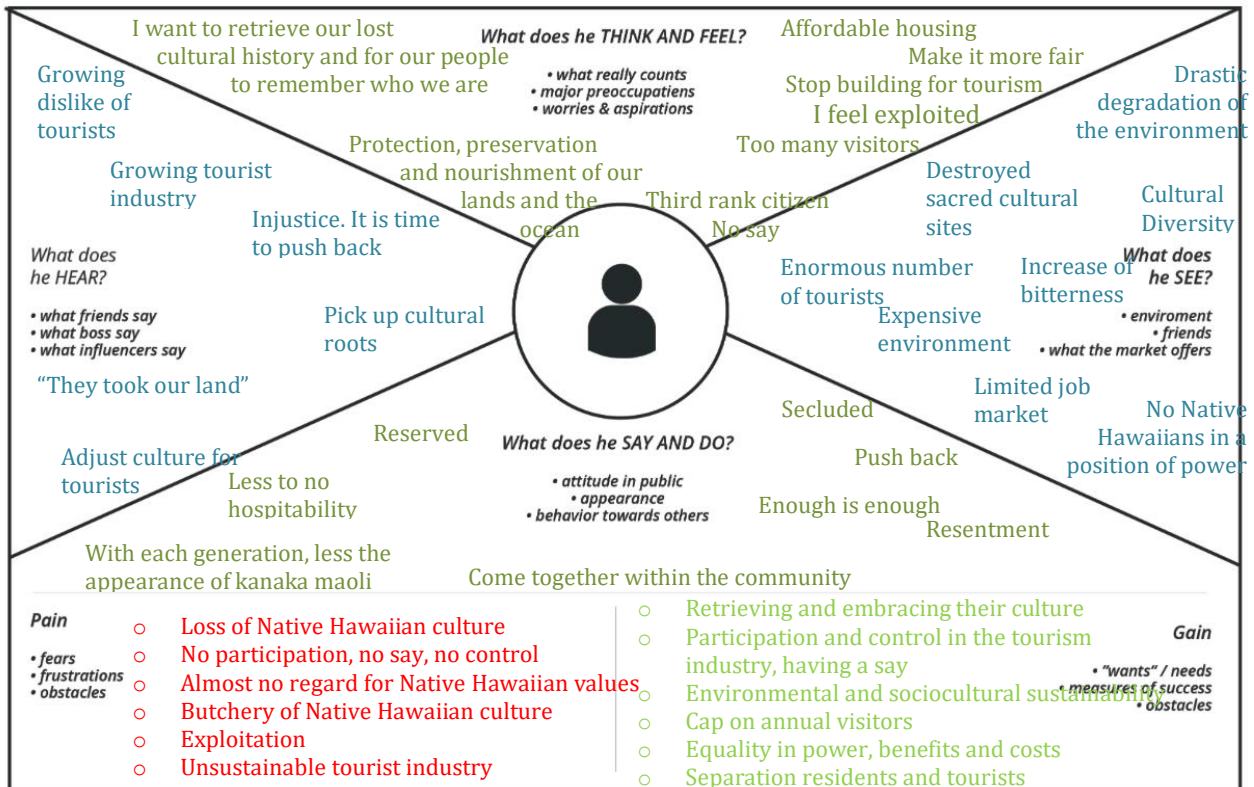 What does he THINK AND FEEL?
• what really counts
• major preoccupatiens
• worries & aspirations
I want to retrieve our lost
cultural history and for our people
to remember who we are
Protection, preservation
and nourishment of our
lands and the
ocean
Affordable housing
Make it more fair
Stop building for tourism
I feel exploited
Too many visitors
Third rank citizen
No say
Growing
dislike of
tourists
Growing tourist
industry
Injustice. It is time
to push back
What does
he HEAR?
• what friends say
• what boss say
• what influencers say
Pick up cultural
roots
“They took our land”
Adjust culture for
tourists
Drastic
degradation of
the environment
Destroyed
sacred cultural
sites
Cultural
Diversity
What does
he SEE?
• enviroment
• friends
• what the market offers
Enormous number
of tourists
Increase of
bitterness
Expensive
environment
Limited job
market
No Native
Hawaiians in a
position of power
What does he SAY AND DO?
• attitude in public
• appearance
• behavior towards others
Reserved
Less to no
hospitability
With each generation, less the
appearance of kanaka maoli
Secluded
Push back
Enough is enough
Resentment
Come together within the community
Pain
• fears
• frustrations
• obstacles
o Loss of Native Hawaiian culture
o No participation, no say, no control
o Almost no regard for Native Hawaiian values
o Butchery of Native Hawaiian culture
o Exploitation
o Unsustainable tourist industry
Gain
• “wants” / needs
• measures of success
• obstacles
o Retrieving and embracing their culture
o Participation and control in the tourism
industry, having a say
o Environmental and sociocultural sustainability
o Cap on annual visitors
o Equality in power, benefits and costs
o Separation residents and tourists